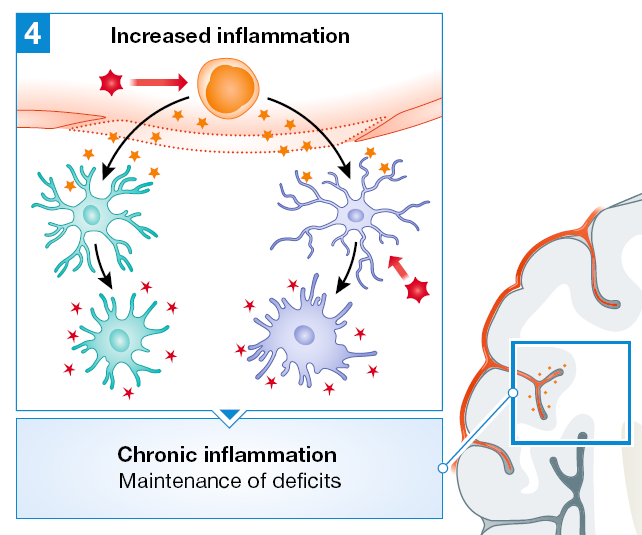 4
Increased inflammation
Chronic inflammation
Maintenance of deficits